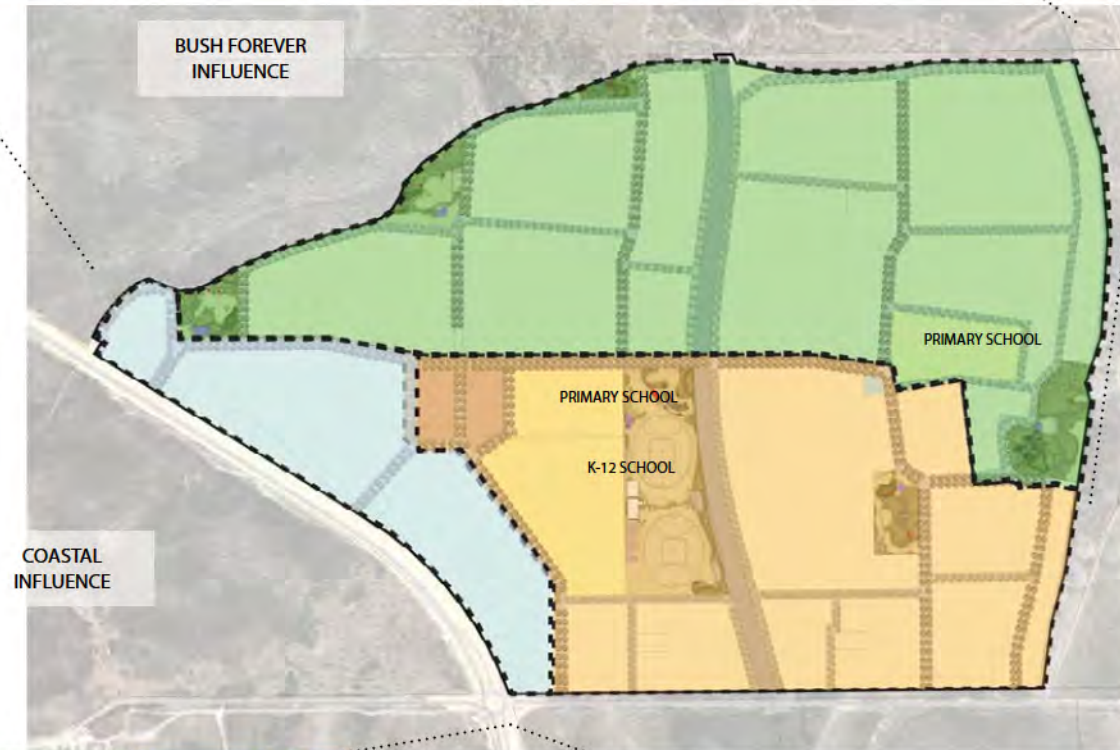 BUSH FOREVER
INFLUENCE
PRIMARY SCHOOL
PRIMARY SCHOOL
K-12 SCHOOL
COASTAL
INFLUENCE